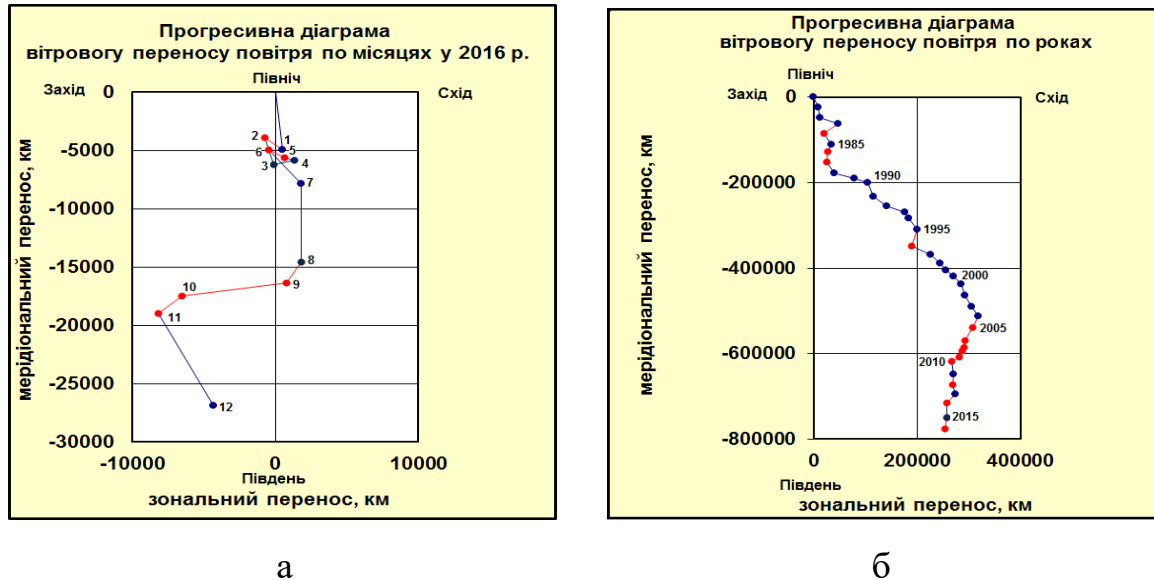 Прогресивна діаграма
вітрового переносу повітря по місяцях у 2016 р.
Північ
Захід
Схід
0
-5000
-10000
-15000
-20000
-25000
-30000
меридіональний перенос, км
1
2
3
4
5
6
7
8
9
10
11
12
-10000 0 10000
Південь
зональний перенос, км
а
Прогресивна діаграма
вітрового переносу повітря по роках
Північ
Захід
Схід
0
-200000
-400000
-600000
-800000
мерідіональний перенос, км
1985
1990
1995
2000
2005
2010
2015
0 200000 400000
Південь
зональний перенос, км
б